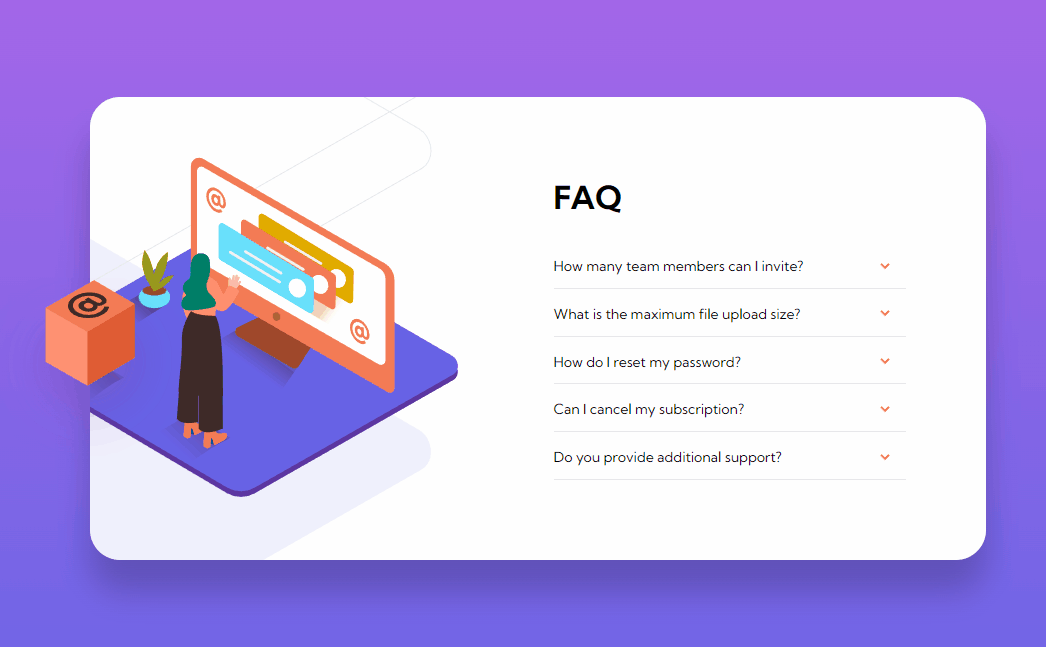 FAQ
How many team members can I invite?
What is the maximum file upload size?
How do I reset my password?
Can I cancel my subscription?
Do you provide additional support?
@
@
@